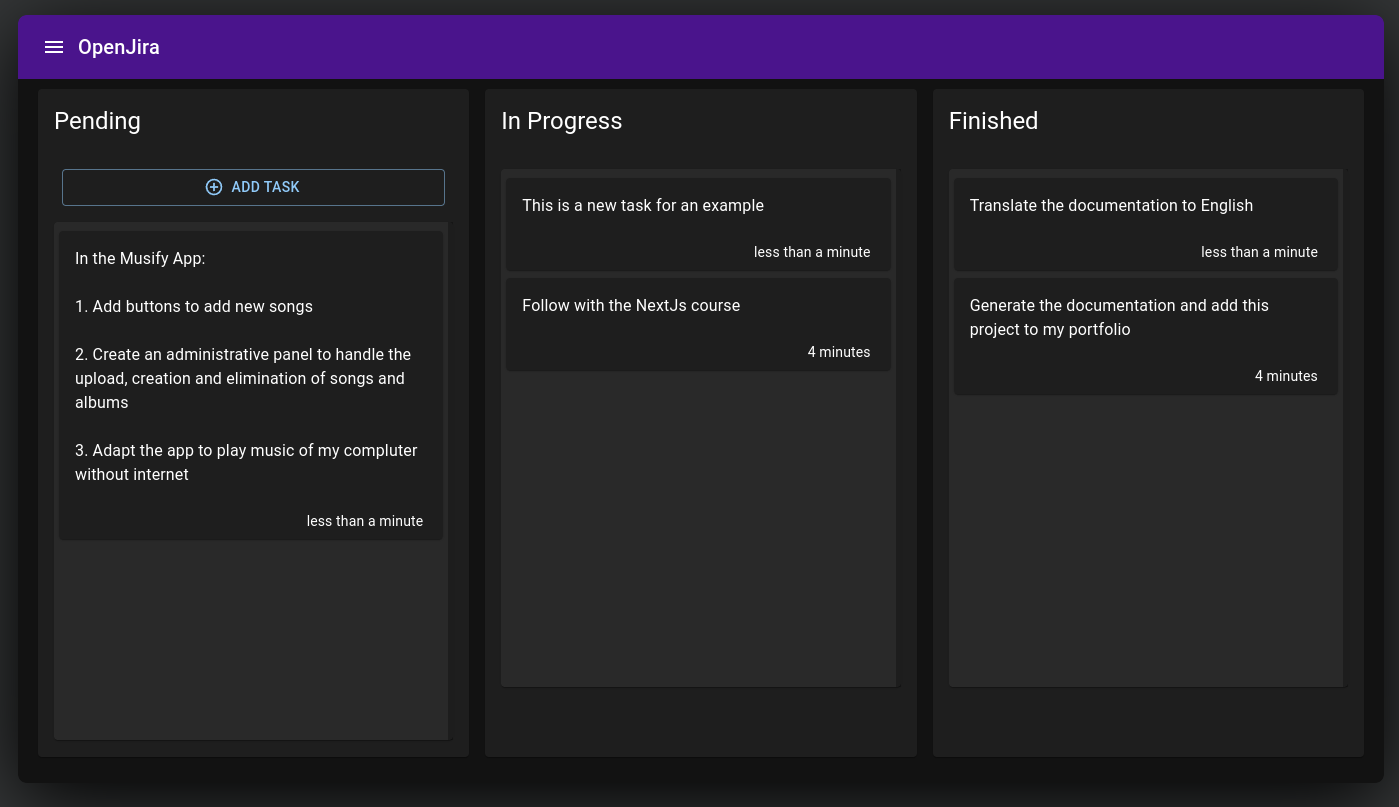 OpenJira
Pending
ADD TASK
In the Musify App:
1. Add buttons to add new songs
2. Create an administrative panel to handle the
upload, creation and elimination of songs and
albums
3. Adapt the app to play music of my compluter
without internet
less than a minute
In Progress
This is a new task for an example
less than a minute
Follow with the NextJs course
4 minutes
Finished
Translate the documentation to English
less than a minute
Generate the documentation and add this
project to my portfolio
4 minutes